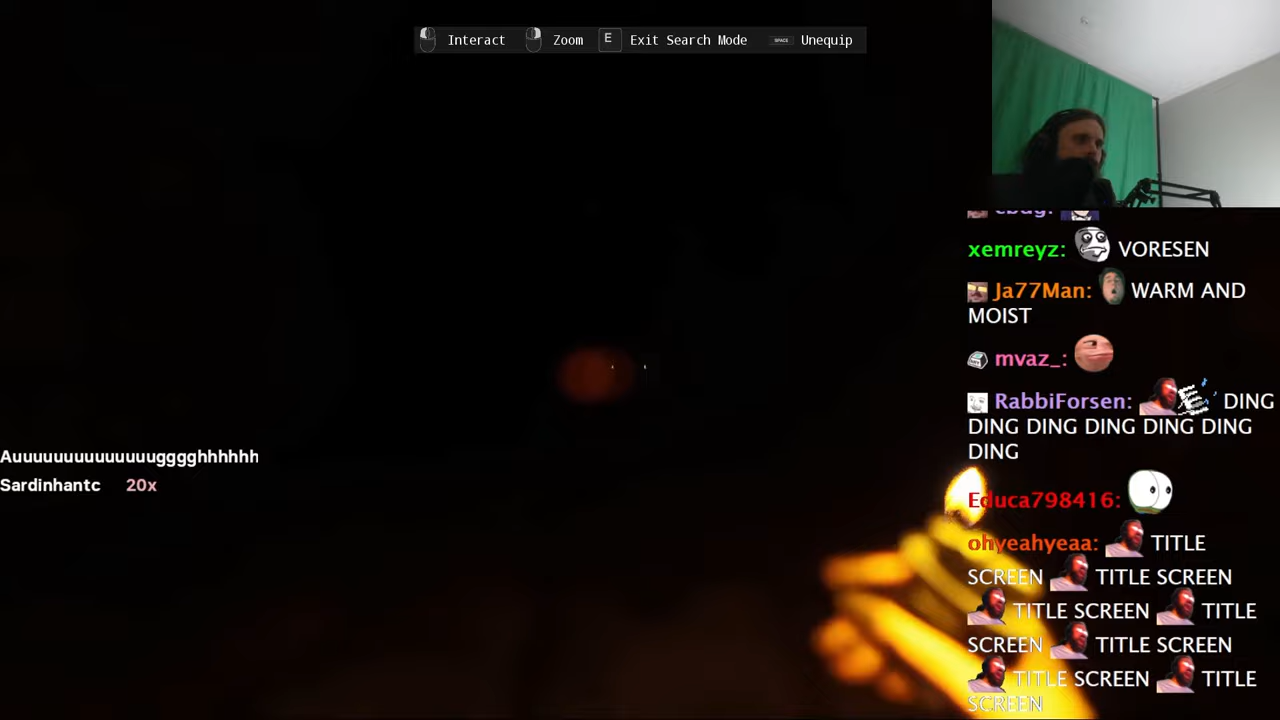 Interact Zoom E Exit Search Mode SPACE Unequip
xemreyz: VORESEN
Ja77Man: WARM AND
MOIST
mvaz_:
RabbiForsen: DING
DING DING DING DING DING
DING
Auuuuuuuuuuuuuugggghhhhhh
Sardinhantc 20x
Educa798416:
ohyeahyeaa: TITLE
SCREEN TITLE SCREEN
TITLE SCREEN TITLE
SCREEN TITLE SCREEN
TITLE SCREEN TITLE
SCREEN